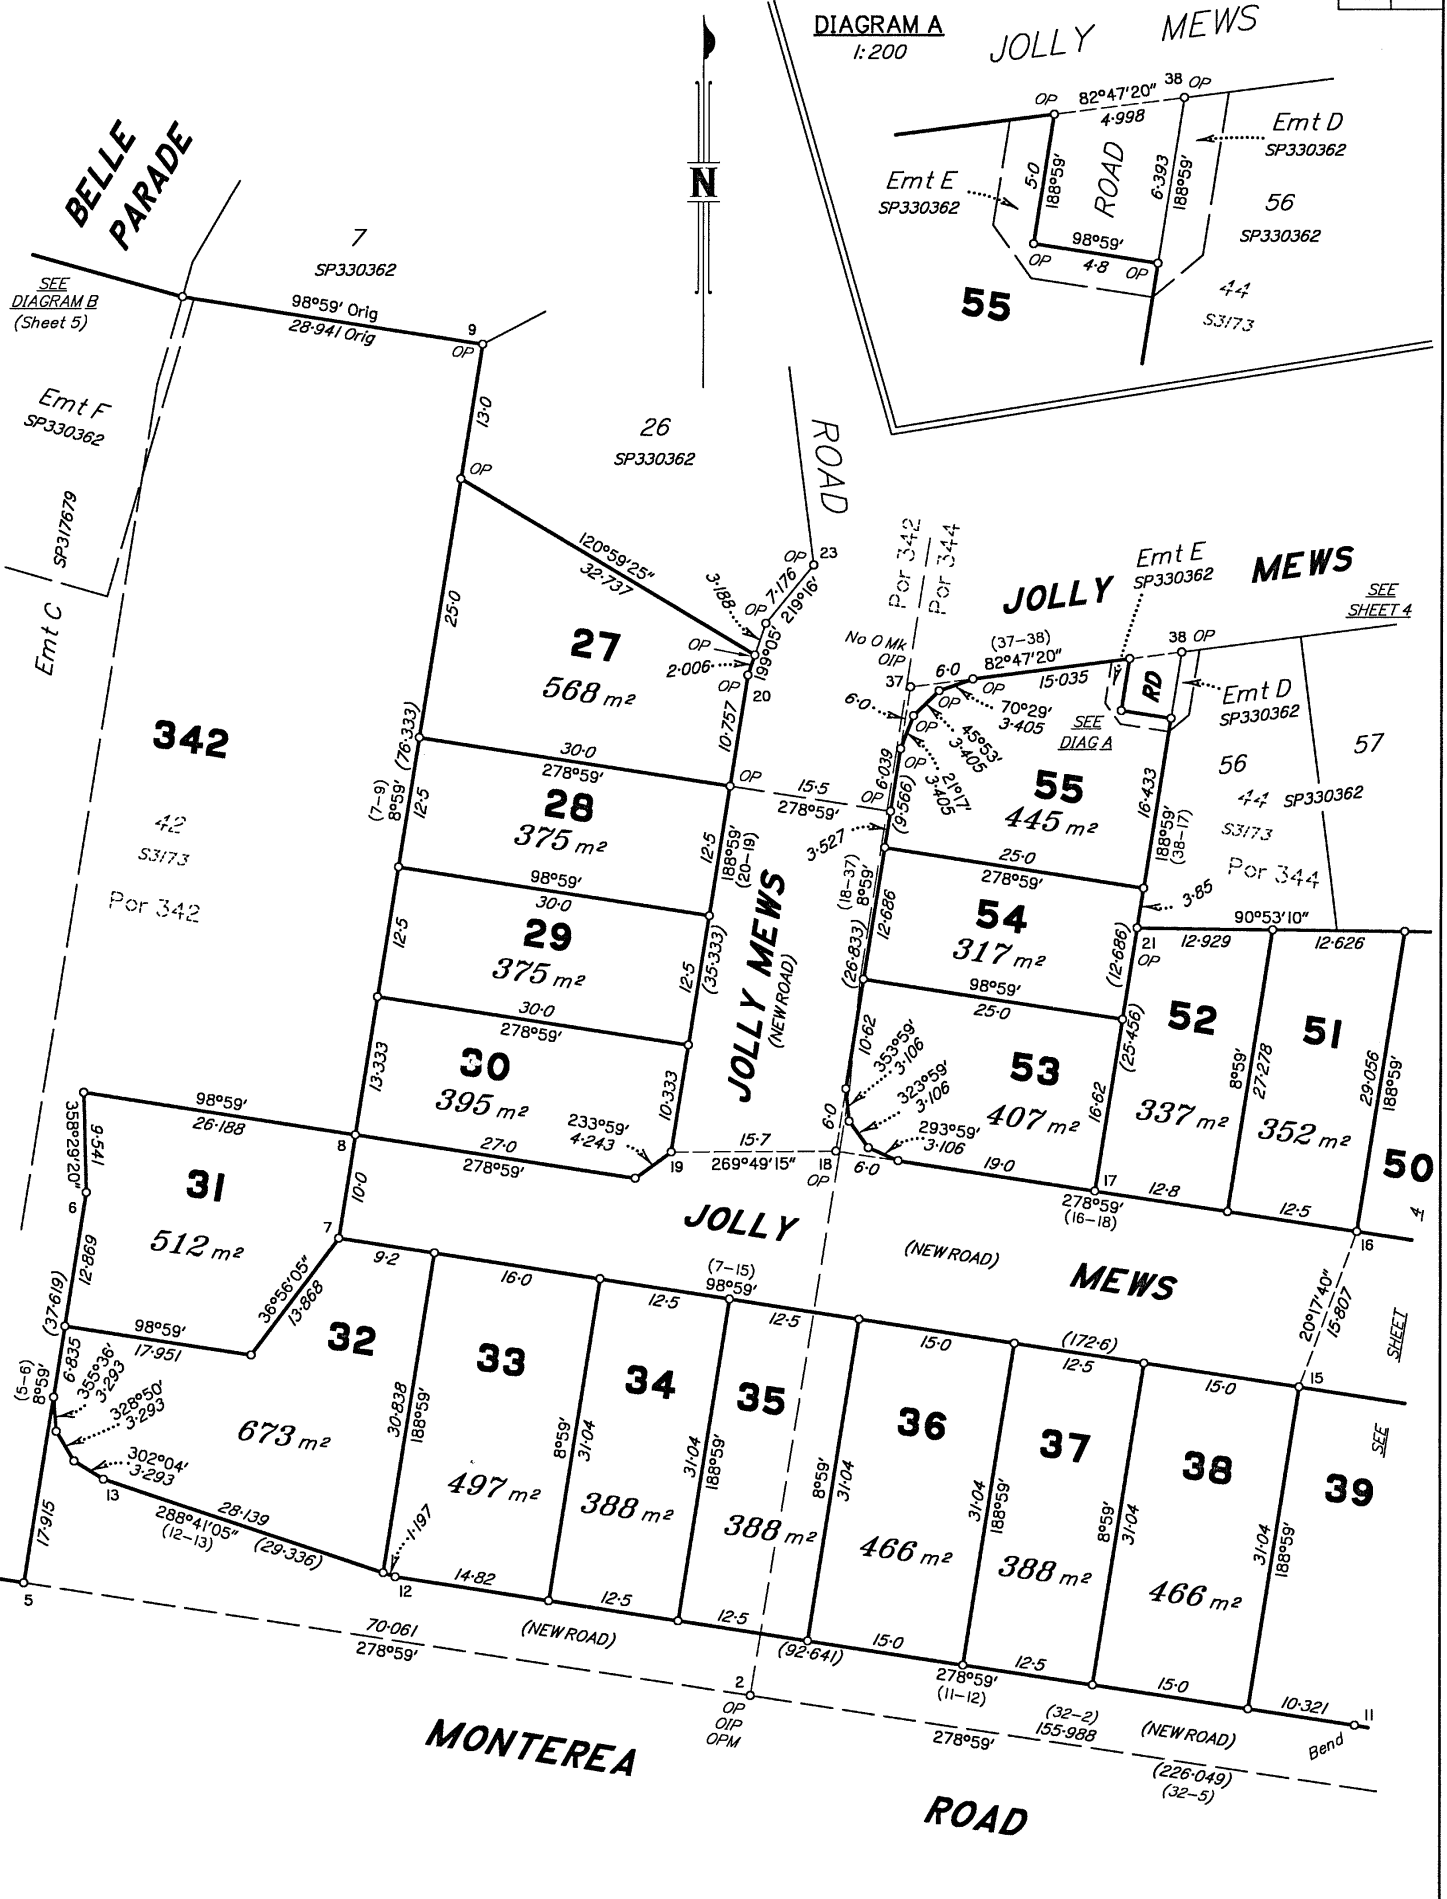 DIAGRAM A
1:200
JOLLY MEWS
OP
82°47'20"
4·998
38 OP
5·0
188°59'
ROAD
6·393
188°59'
Emt D
SP330362
Emt E
SP330362
56
SP330362
98°59'
4·8
OP
OP
55
44
S3173
N
BELLE
PARADE
SEE
DIAGRAM B
(Sheet 5)
7
SP330362
98°59' Orig
28·941 Orig
9
OP
Emt F
SP330362
SP317679
Emt C
13·0
OP
26
SP330362
ROAD
120°59'25"
32·737
OP
23
7·176
219°16'
3·188
OP
199°05'
OP
2·006
OP
20
25·0
27
568 m²
10·757
(76·333)
(7-9)
8°59'
342
42
S3173
Por 342
30·0
278°59'
OP
15·5
278°59'
OP
12·5
28
375 m²
12·5
188°59'
(20-19)
98°59'
30·0
12·5
29
375 m²
12·5
(35·333)
30·0
278°59'
13·333
30
395 m²
10·333
233°59'
4·243
27·0
278°59'
19
JOLLY MEWS
(NEW ROAD)
15·7
269°49'15"
18
OP
Por 342
Por 344
JOLLY MEWS
Emt E
SP330362
SEE
SHEET 4
No O Mk
OIP
37
(37-38)
82°47'20"
6·0
OP
15·035
38 OP
RD
Emt D
SP330362
6·0
OP
70°29'
3·405
OP
45°53'
3·405
OP
21°17'
3·405
SEE
DIAG A
6·039
(9·566)
3·527
55
445 m²
16·433
188°59'
(38-17)
56
44
S3173
SP330362
57
Por 344
25·0
278°59'
(18-37)
8°59'
12·686
(26·833)
54
317 m²
3·85
(12·686)
21
OP
90°53'10"
12·929
12·626
98°59'
25·0
10·62
353°59'
3·106
323°59'
3·106
293°59'
3·106
6·0
6·0
53
407 m²
(25·456)
16·62
19·0
17
278°59'
(16-18)
52
337 m²
8°59'
27·278
12·8
51
352 m²
29·056
188°59'
12·5
50
16
SEE SHEET 4
20°17'40"
15·807
98°59'
26·188
8
358°29'20"
9·541
6
31
512 m²
10·0
7
12·869
(37·619)
98°59'
17·951
36°56'05"
13·868
(5-6)
8°59'
6·835
355°36'
3·293
328°50'
3·293
302°04'
3·293
13
17·915
5
32
673 m²
28·139
288°41'05"
(12-13)
(29·336)
30·838
188°59'
1·197
12
JOLLY MEWS
(NEW ROAD)
9·2
16·0
12·5
(7-15)
98°59'
12·5
15·0
(172·6)
12·5
15·0
15
33
497 m²
8°59'
31·04
34
388 m²
31·04
188°59'
35
388 m²
8°59'
31·04
36
466 m²
31·04
188°59'
37
388 m²
8°59'
31·04
38
466 m²
31·04
188°59'
39
14·82
12·5
12·5
(92·641)
15·0
278°59'
(11-12)
12·5
15·0
10·321
11
Bend
70·061
278°59'
(NEW ROAD)
2
OP
OIP
OPM
(32-2)
155·988
278°59'
(NEW ROAD)
(226·049)
(32-5)
MONTEREA
ROAD